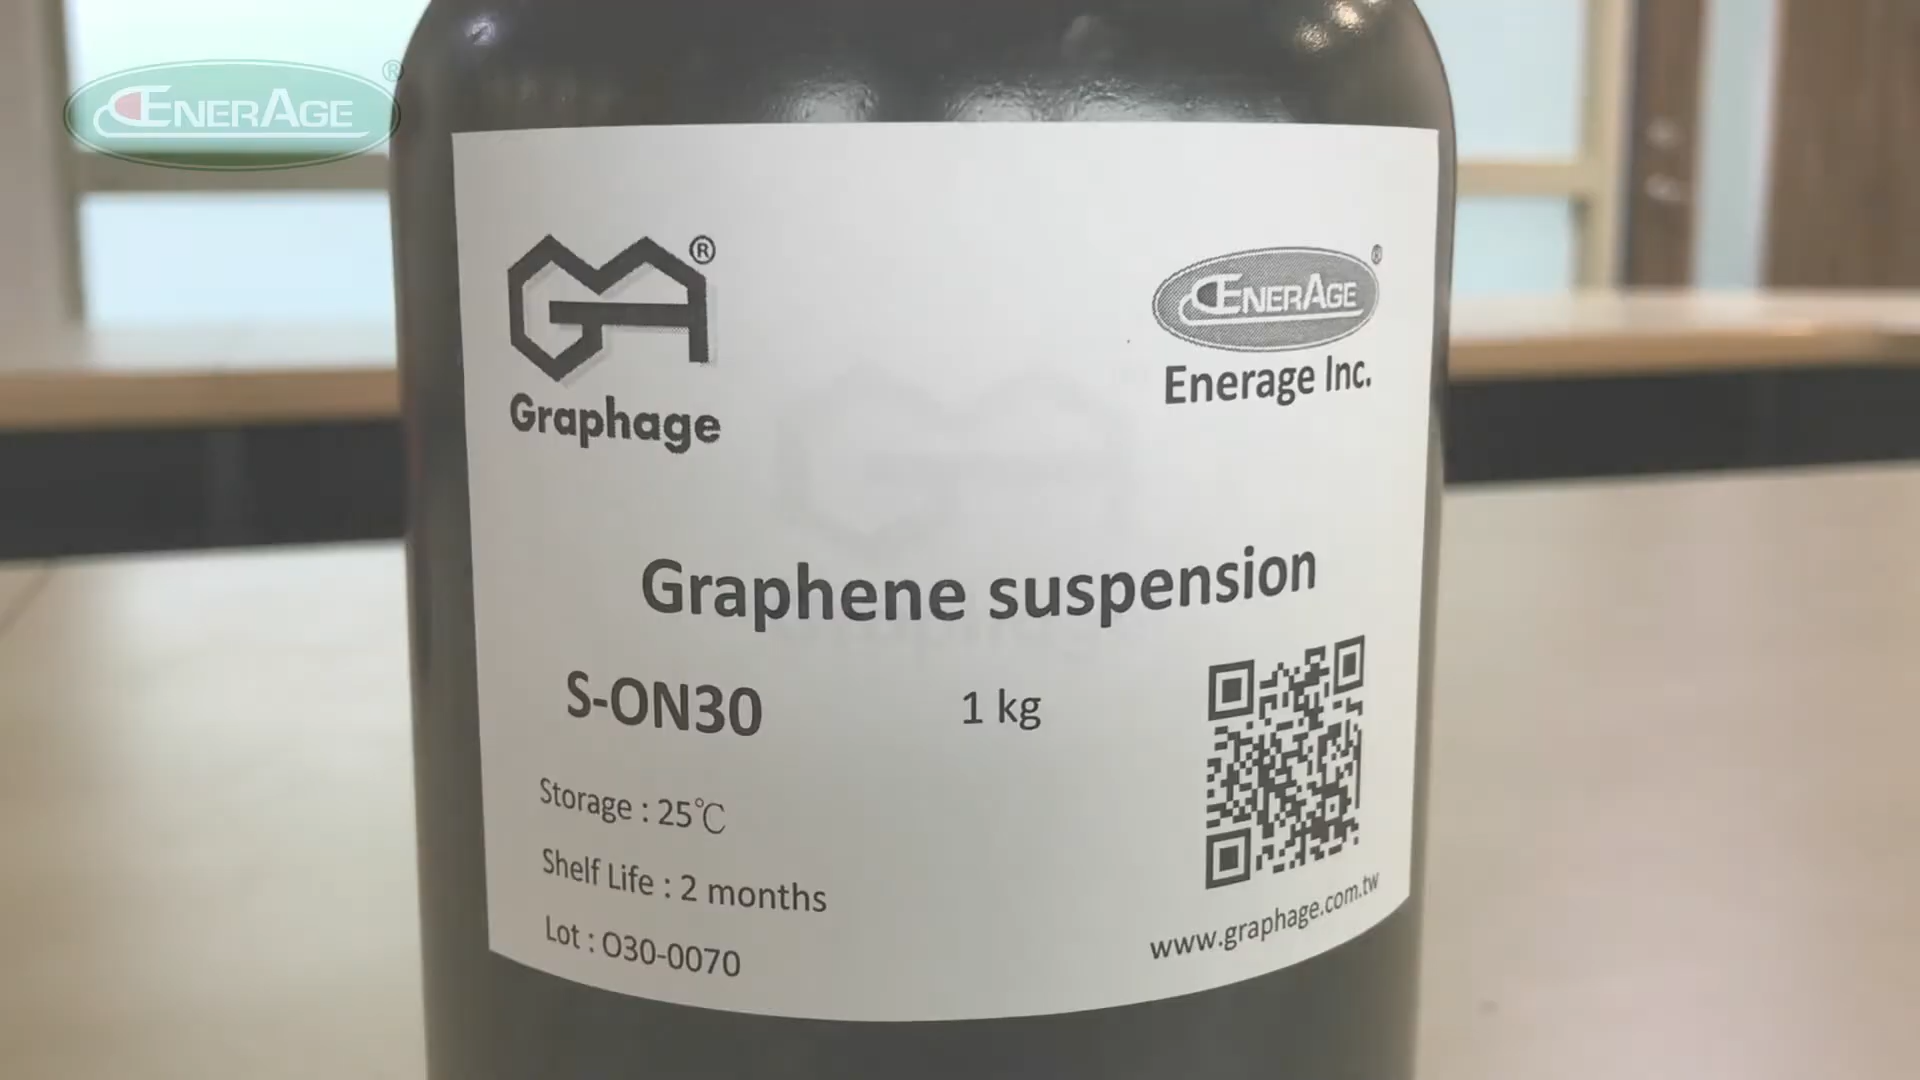 ENERAGE ®
®
Graphage
ENERAGE ®
Enerage Inc.
Graphene suspension
S-ON30
1 kg
Storage : 25℃
Shelf Life : 2 months
Lot : O30-0070
www.graphage.com.tw